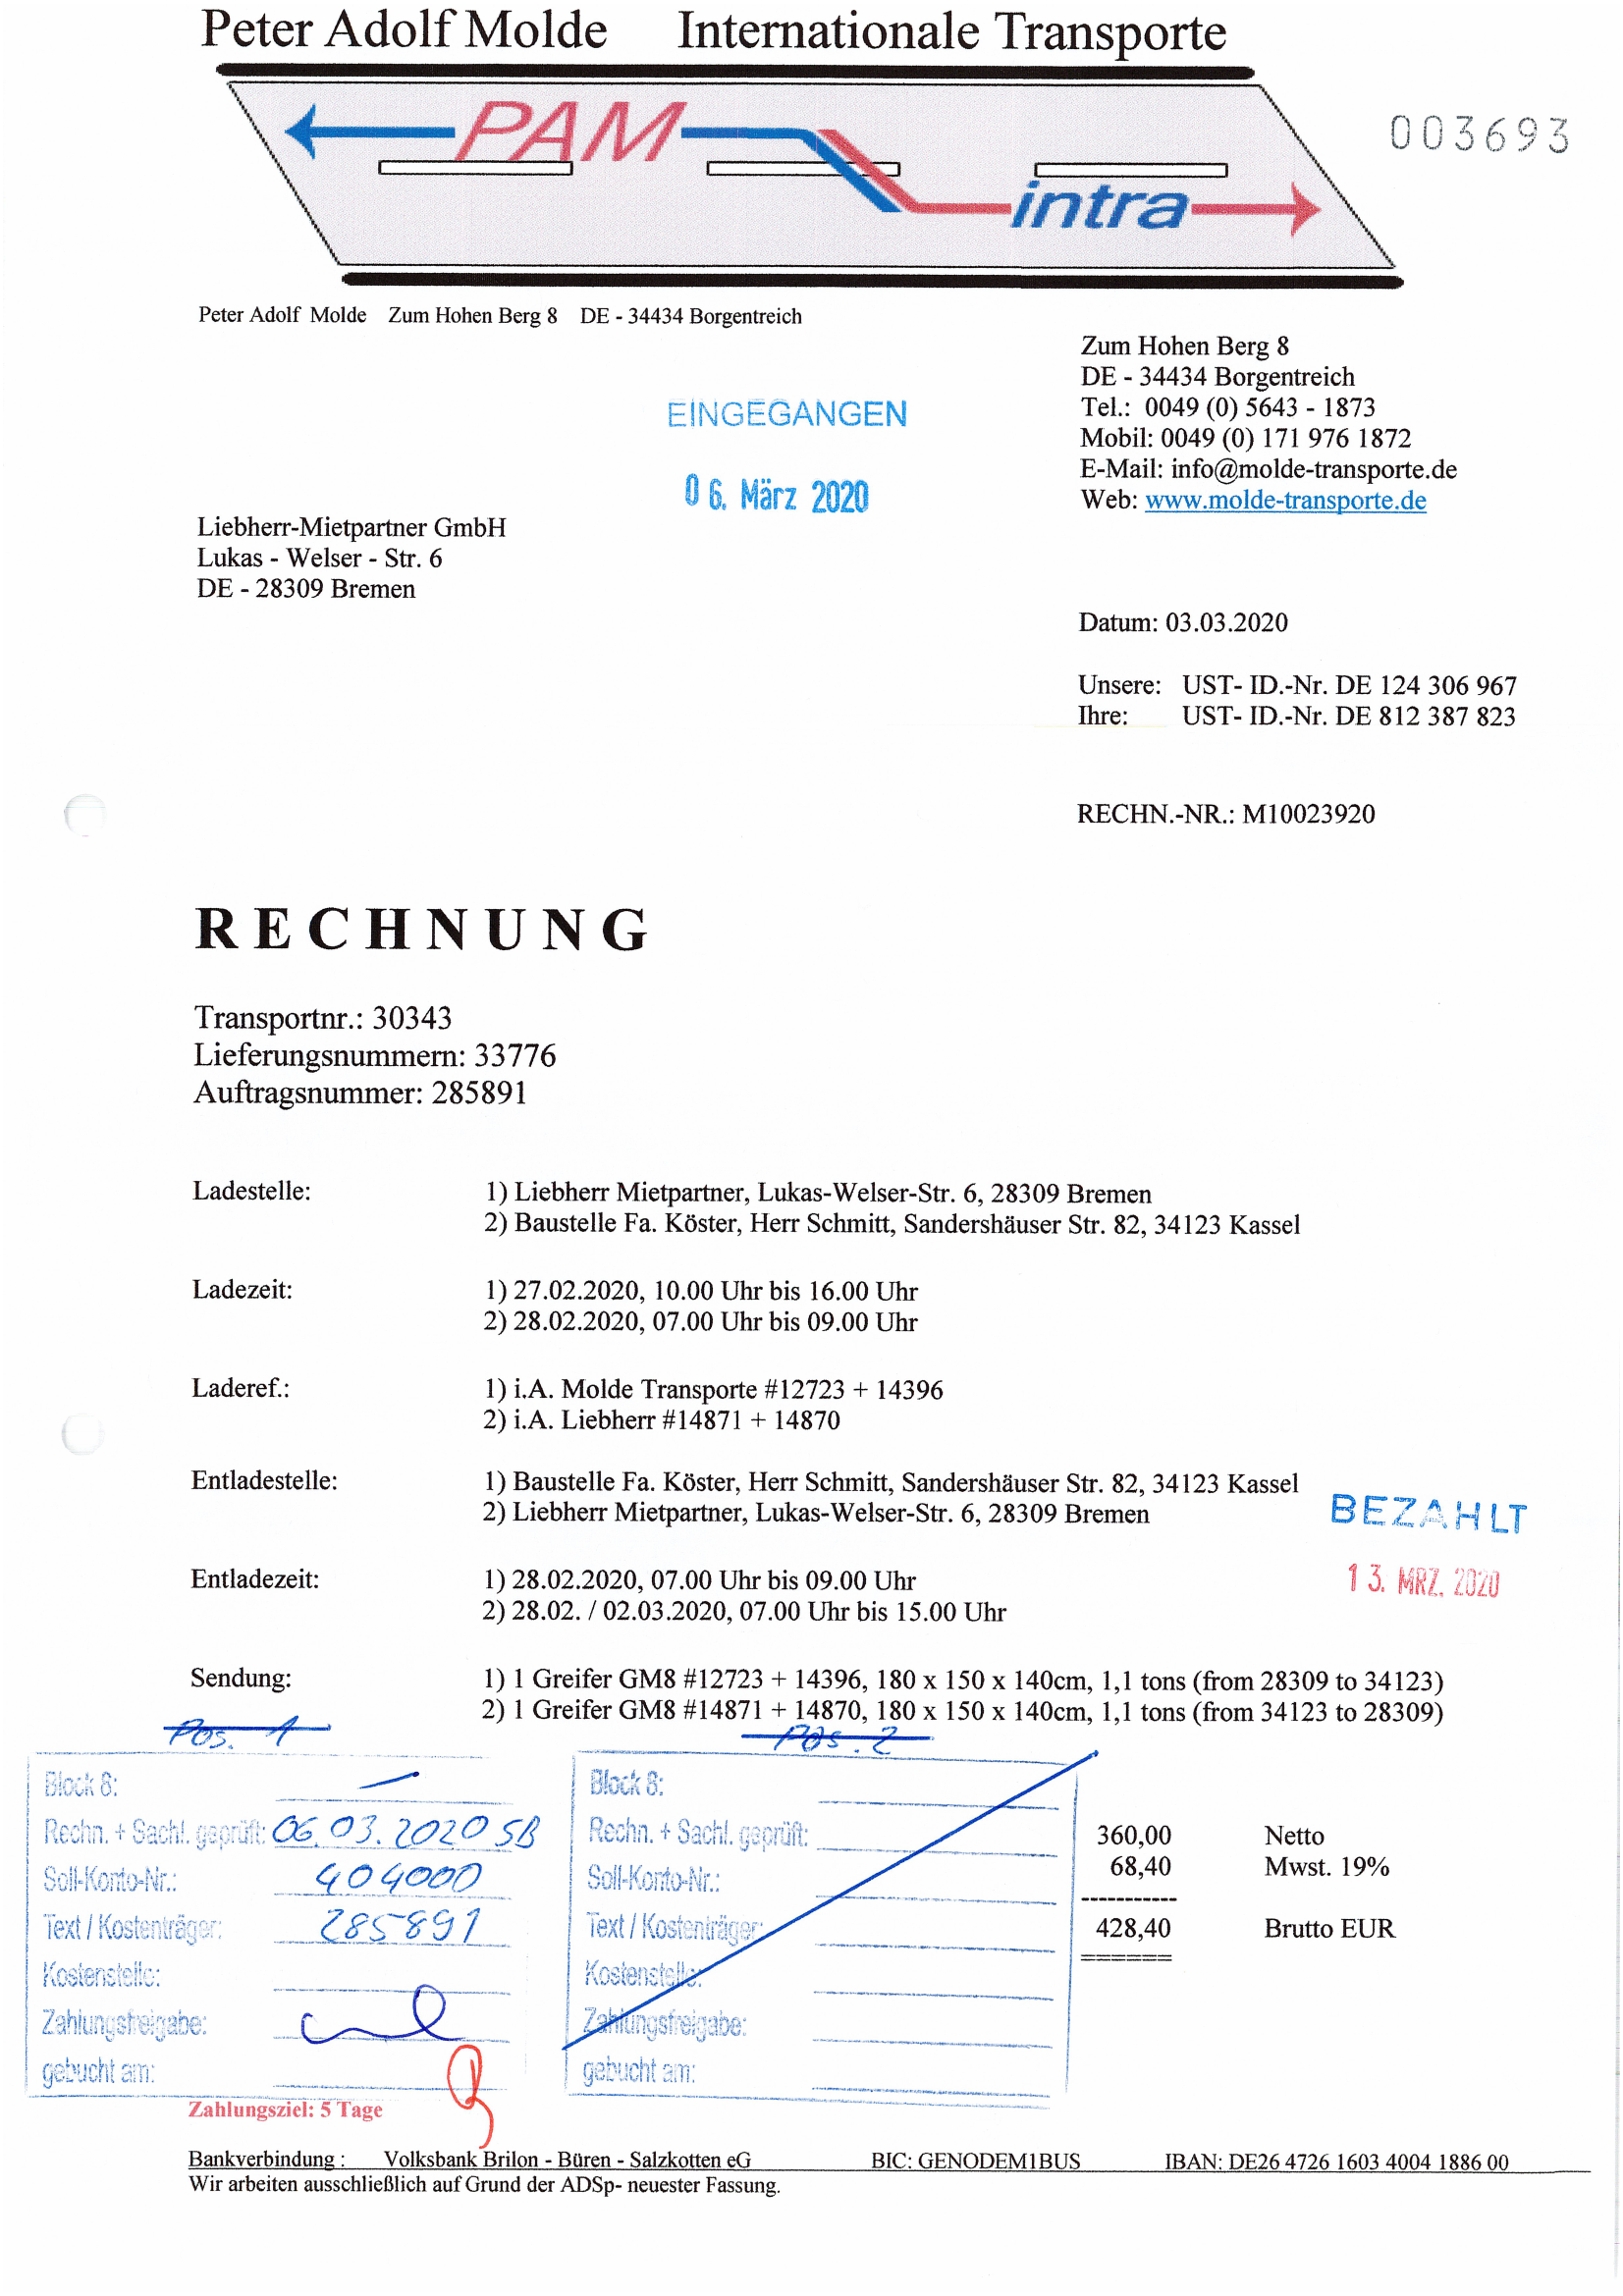 Peter Adolf Molde Internationale Transporte
PAM
intra
003693
Peter Adolf Molde Zum Hohen Berg 8 DE - 34434 Borgentreich
Zum Hohen Berg 8
DE - 34434 Borgentreich
Tel.: 0049 (0) 5643 - 1873
Mobil: 0049 (0) 171 976 1872
E-Mail: info@molde-transporte.de
Web: www.molde-transporte.de
EINGEGANGEN
06. März 2020
Liebherr-Mietpartner GmbH
Lukas - Welser - Str. 6
DE - 28309 Bremen
Datum: 03.03.2020
Unsere: UST- ID.-Nr. DE 124 306 967
Ihre: UST- ID.-Nr. DE 812 387 823
RECHN.-NR.: M10023920
RECHNUNG
Transportnr.: 30343
Lieferungsnummern: 33776
Auftragsnummer: 285891
Ladestelle: 1) Liebherr Mietpartner, Lukas-Welser-Str. 6, 28309 Bremen
2) Baustelle Fa. Köster, Herr Schmitt, Sandershäuser Str. 82, 34123 Kassel
Ladezeit: 1) 27.02.2020, 10.00 Uhr bis 16.00 Uhr
2) 28.02.2020, 07.00 Uhr bis 09.00 Uhr
Laderef.: 1) i.A. Molde Transporte #12723 + 14396
2) i.A. Liebherr #14871 + 14870
Entladestelle: 1) Baustelle Fa. Köster, Herr Schmitt, Sandershäuser Str. 82, 34123 Kassel
2) Liebherr Mietpartner, Lukas-Welser-Str. 6, 28309 Bremen
BEZAHLT
13. MRZ. 2020
Entladezeit: 1) 28.02.2020, 07.00 Uhr bis 09.00 Uhr
2) 28.02. / 02.03.2020, 07.00 Uhr bis 15.00 Uhr
Sendung: 1) 1 Greifer GM8 #12723 + 14396, 180 x 150 x 140cm, 1,1 tons (from 28309 to 34123)
2) 1 Greifer GM8 #14871 + 14870, 180 x 150 x 140cm, 1,1 tons (from 34123 to 28309)
Pos. 1
Block 8: –
Rechn. + Sachl. geprüft: 06.03.2020 SB
Soll-Konto-Nr.: 404000
Text / Kostenträger: 285891
Kostenstelle:
Zahlungsfreigabe:
gebucht am:
Pos. 2
Block 8:
Rechn. + Sachl. geprüft:
Soll-Konto-Nr.:
Text / Kostenträger:
Kostenstelle:
Zahlungsfreigabe:
gebucht am:
360,00 Netto
68,40 Mwst. 19%
-----------
428,40 Brutto EUR
======
Zahlungsziel: 5 Tage
Bankverbindung : Volksbank Brilon - Büren - Salzkotten eG BIC: GENODEM1BUS IBAN: DE26 4726 1603 4004 1886 00
Wir arbeiten ausschließlich auf Grund der ADSp- neuester Fassung.